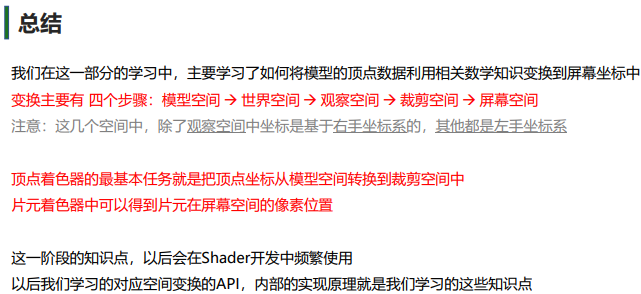 总结
我们在这一部分的学习中，主要学习了如何将模型的顶点数据利用相关数学知识变换到屏幕坐标中
变换主要有 四个步骤：模型空间 → 世界空间 → 观察空间 → 裁剪空间 → 屏幕空间
注意：这几个空间中，除了观察空间中坐标是基于右手坐标系的，其他都是左手坐标系
顶点着色器的最基本任务就是把顶点坐标从模型空间转换到裁剪空间中
片元着色器中可以得到片元在屏幕空间的像素位置
这一阶段的知识点，以后会在Shader开发中频繁使用
以后我们学习的对应空间变换的API，内部的实现原理就是我们学习的这些知识点